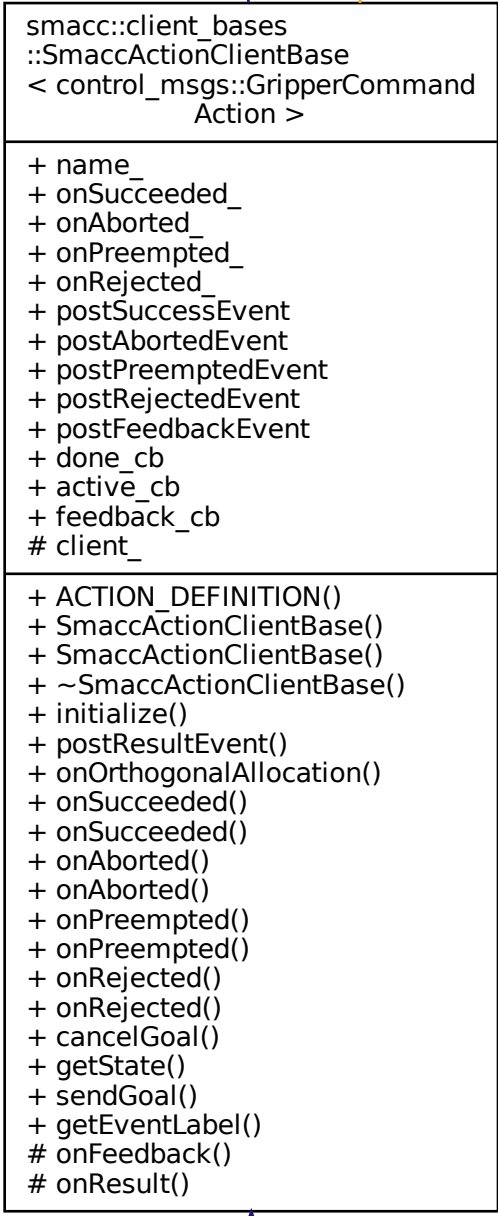 smacc::client_bases
::SmaccActionClientBase
< control_msgs::GripperCommand
Action >
+ name_
+ onSucceeded_
+ onAborted_
+ onPreempted_
+ onRejected_
+ postSuccessEvent
+ postAbortedEvent
+ postPreemptedEvent
+ postRejectedEvent
+ postFeedbackEvent
+ done_cb
+ active_cb
+ feedback_cb
# client_
+ ACTION_DEFINITION()
+ SmaccActionClientBase()
+ SmaccActionClientBase()
+ ~SmaccActionClientBase()
+ initialize()
+ postResultEvent()
+ onOrthogonalAllocation()
+ onSucceeded()
+ onSucceeded()
+ onAborted()
+ onAborted()
+ onPreempted()
+ onPreempted()
+ onRejected()
+ onRejected()
+ cancelGoal()
+ getState()
+ sendGoal()
+ getEventLabel()
# onFeedback()
# onResult()